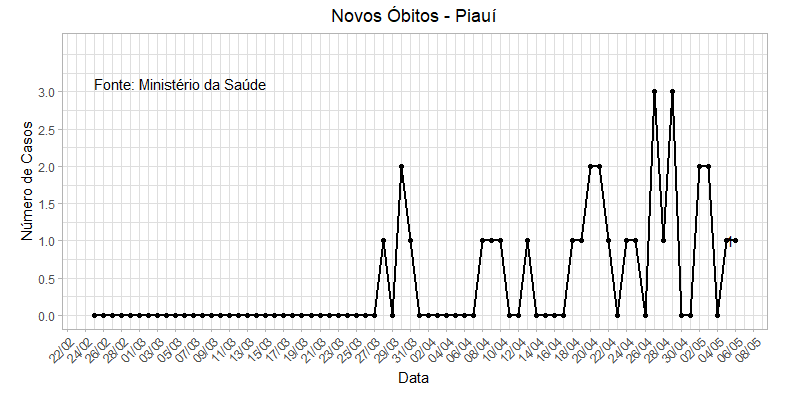 Novos Óbitos - Piauí
Fonte: Ministério da Saúde
Número de Casos
3.0
2.5
2.0
1.5
1.0
0.5
0.0
22/02 24/02 26/02 28/02 01/03 03/03 05/03 07/03 09/03 11/03 13/03 15/03 17/03 19/03 21/03 23/03 25/03 27/03 29/03 31/03 02/04 04/04 06/04 08/04 10/04 12/04 14/04 16/04 18/04 20/04 22/04 24/04 26/04 28/04 30/04 02/05 04/05 06/05 08/05
Data